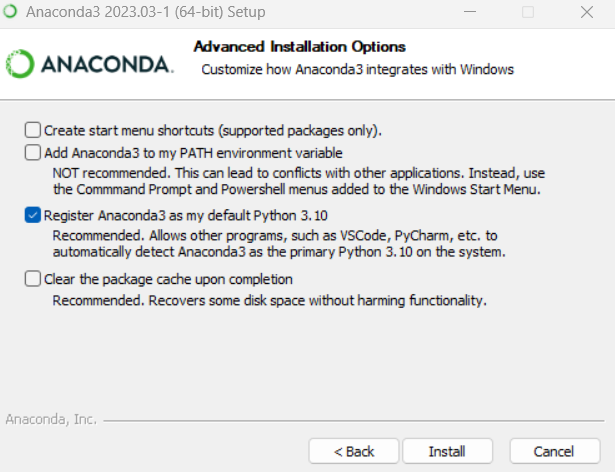 Anaconda3 2023.03-1 (64-bit) Setup
ANACONDA.
Advanced Installation Options
Customize how Anaconda3 integrates with Windows
Create start menu shortcuts (supported packages only).
Add Anaconda3 to my PATH environment variable
NOT recommended. This can lead to conflicts with other applications. Instead, use
the Commmand Prompt and Powershell menus added to the Windows Start Menu.
Register Anaconda3 as my default Python 3.10
Recommended. Allows other programs, such as VSCode, PyCharm, etc. to
automatically detect Anaconda3 as the primary Python 3.10 on the system.
Clear the package cache upon completion
Recommended. Recovers some disk space without harming functionality.
Anaconda, Inc.
< Back
Install
Cancel